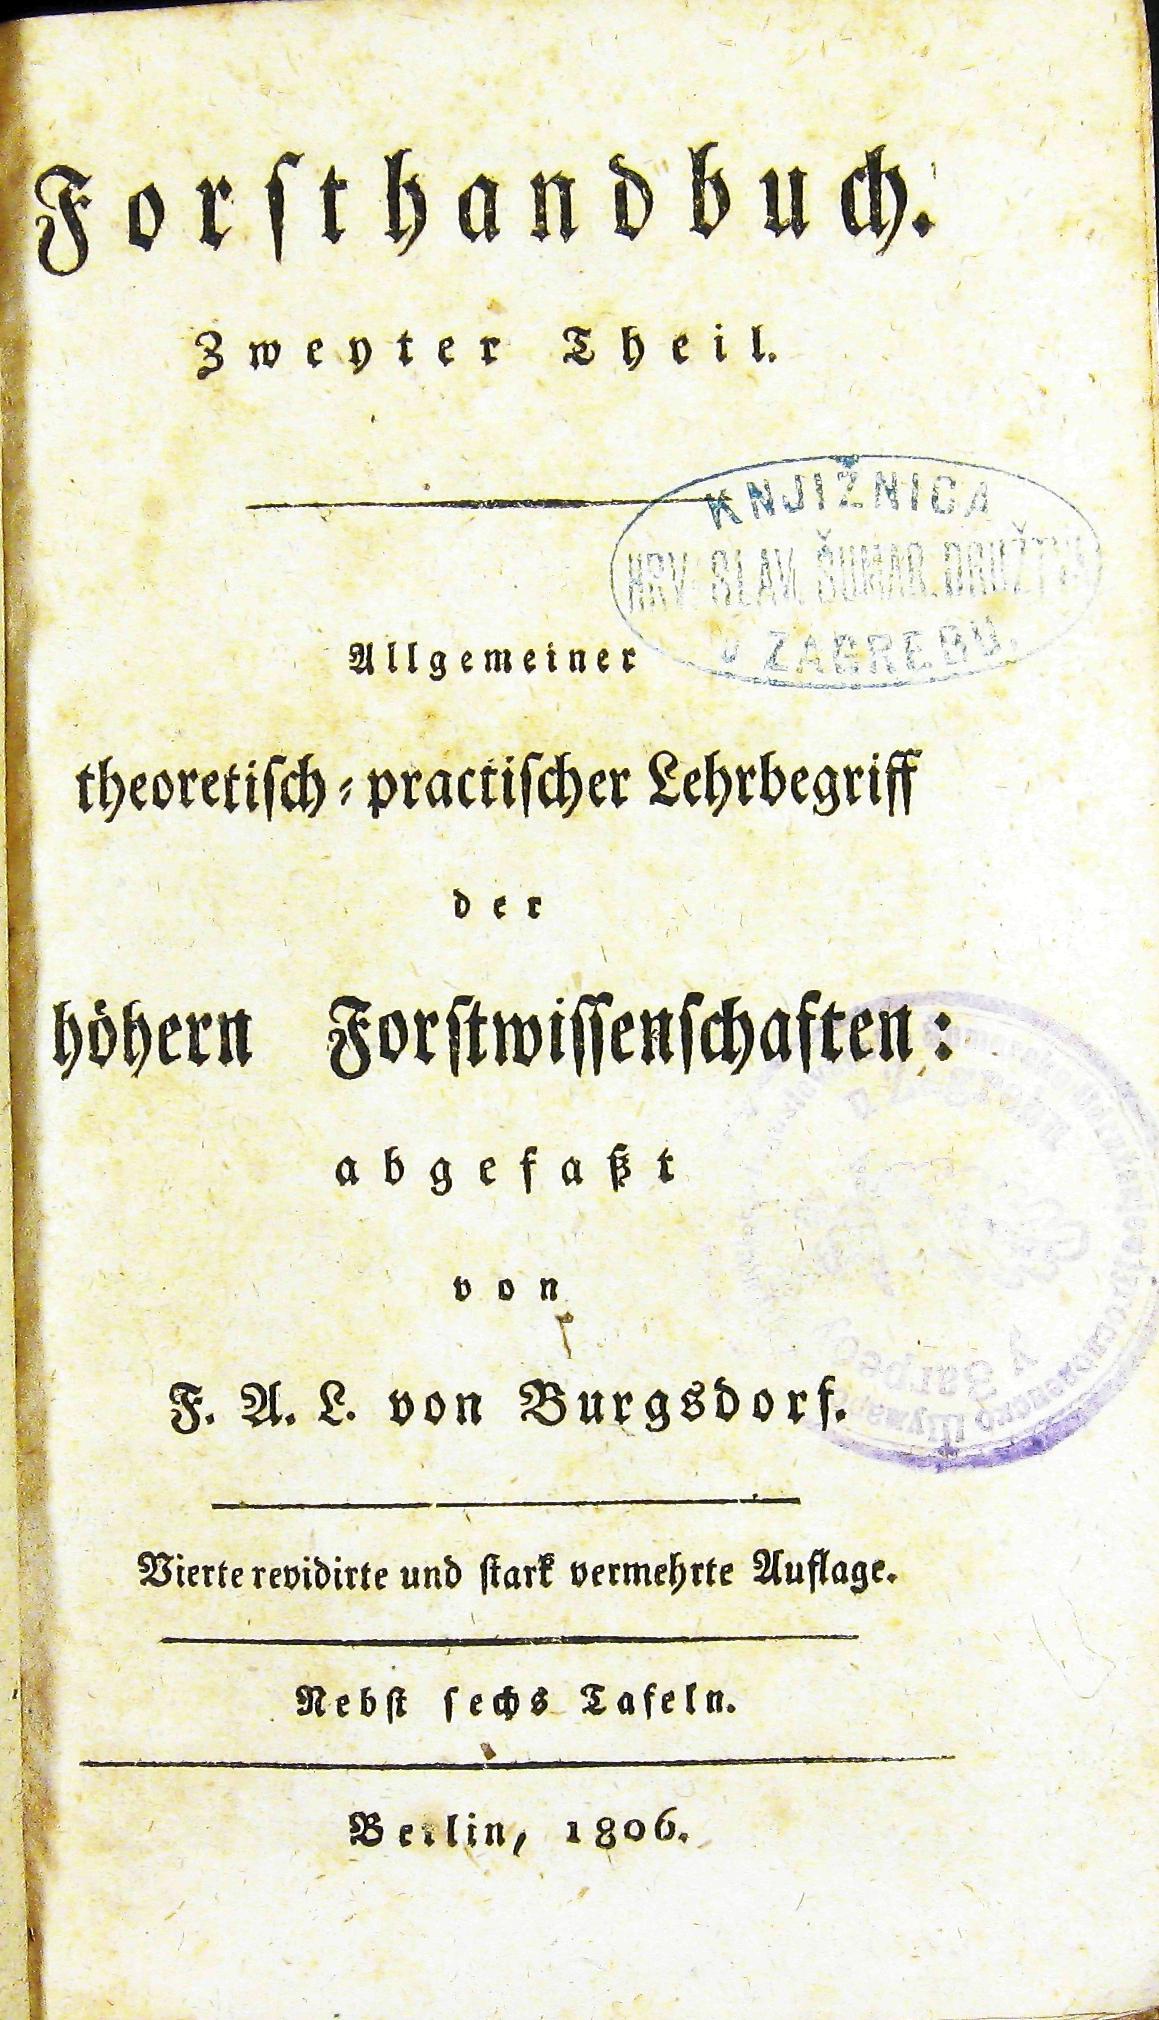 Forſthandbuch.
Zweyter Theil.
KNJIŽNICA
HRV. SLAV. ŠUMAR. DRUŽTVA
U ZAGREBU.
Allgemeiner
theoretiſch⸗practiſcher Lehrbegriff
der
höhern Forſtwiſſenſchaften:
abgefaßt
von
F. A. L. von Burgsdorf.
Vierte revidirte und ſtark vermehrte Auflage.
Nebſt ſechs Tafeln.
Berlin, 1806.